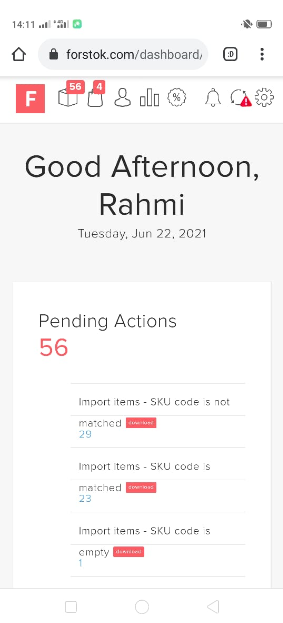 14:11
forstok.com/dashboard/
:D
F
56
4
%
Good Afternoon,
Rahmi
Tuesday, Jun 22, 2021
Pending Actions
56
Import items - SKU code is not
matched download
29
Import items - SKU code is
matched download
23
Import items - SKU code is
empty download
1